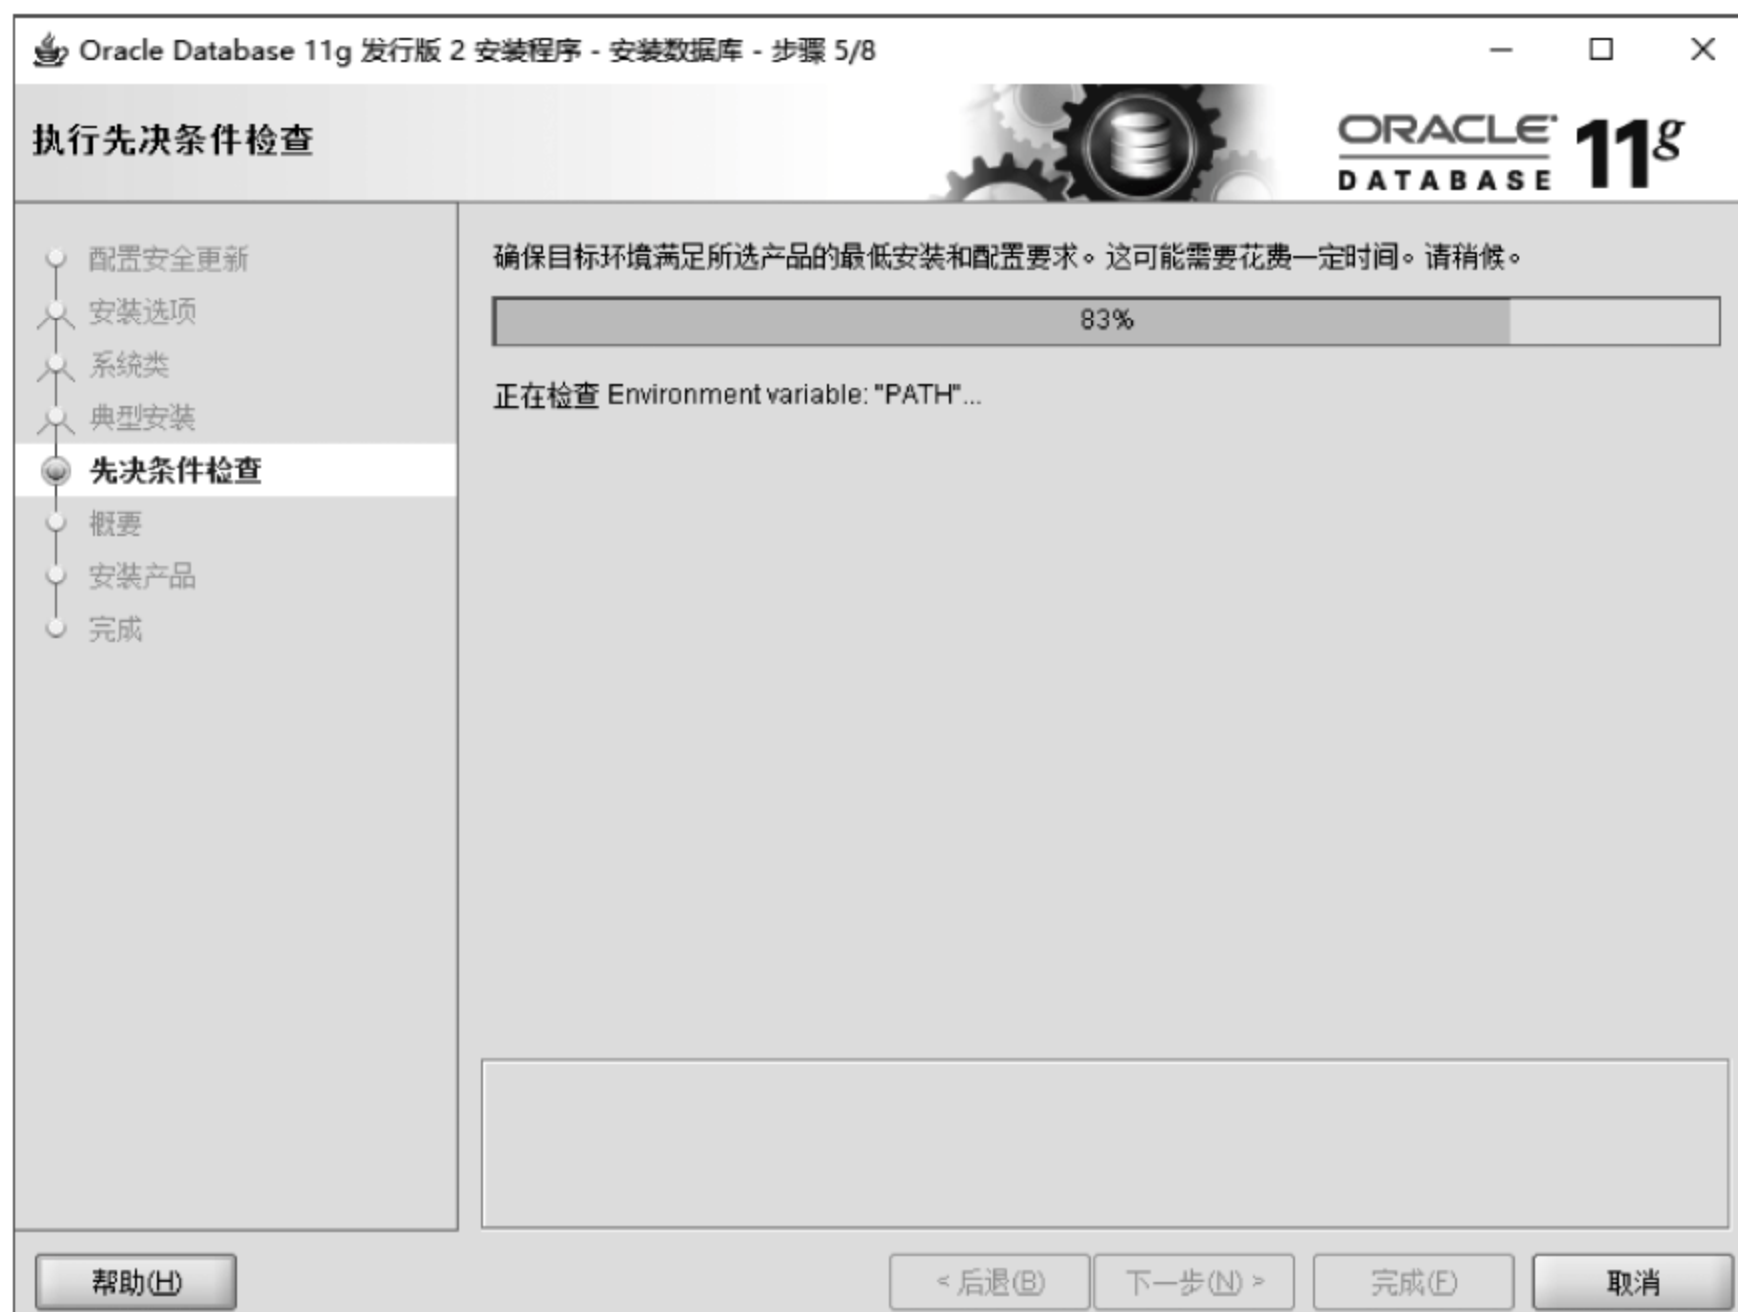 Oracle Database 11g 发行版 2 安装程序 - 安装数据库 - 步骤 5/8
执行先决条件检查
ORACLE
DATABASE
11g
配置安全更新
安装选项
系统类
典型安装
先决条件检查
概要
安装产品
完成
确保目标环境满足所选产品的最低安装和配置要求。这可能需要花费一定时间。请稍候。
83%
正在检查 Environment variable: "PATH"...
帮助(H)
< 后退(B)
下一步(N) >
完成(F)
取消